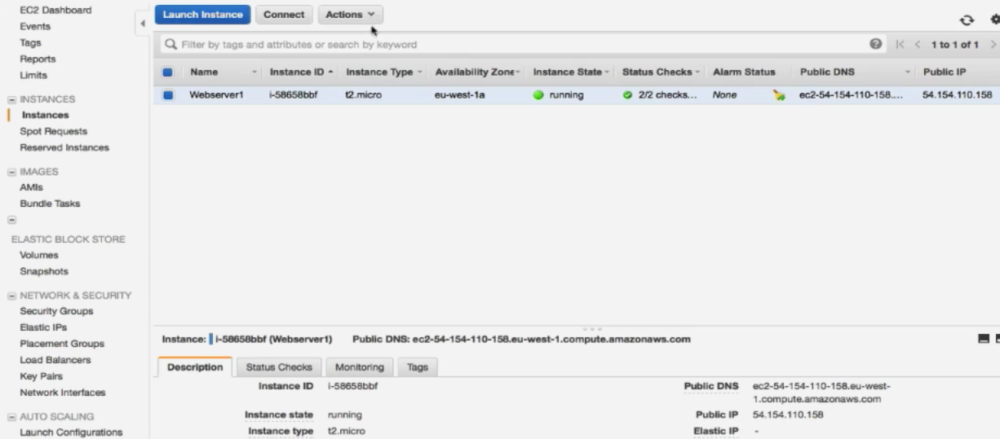 EC2 Dashboard
Events
Tags
Reports
Limits
INSTANCES
Instances
Spot Requests
Reserved Instances
IMAGES
AMIs
Bundle Tasks
ELASTIC BLOCK STORE
Volumes
Snapshots
NETWORK & SECURITY
Security Groups
Elastic IPs
Placement Groups
Load Balancers
Key Pairs
Network Interfaces
AUTO SCALING
Launch Configurations
Launch Instance Connect Actions
Filter by tags and attributes or search by keyword 1 to 1 of 1
Name Instance ID Instance Type Availability Zone Instance State Status Checks Alarm Status Public DNS Public IP
Webserver1 i-58658bbf t2.micro eu-west-1a running 2/2 checks... None ec2-54-154-110-158.... 54.154.110.158
Instance: i-58658bbf (Webserver1) Public DNS: ec2-54-154-110-158.eu-west-1.compute.amazonaws.com
Description Status Checks Monitoring Tags
Instance ID i-58658bbf Public DNS ec2-54-154-110-158.eu-west-
1.compute.amazonaws.com
Instance state running Public IP 54.154.110.158
Instance type t2.micro Elastic IP -